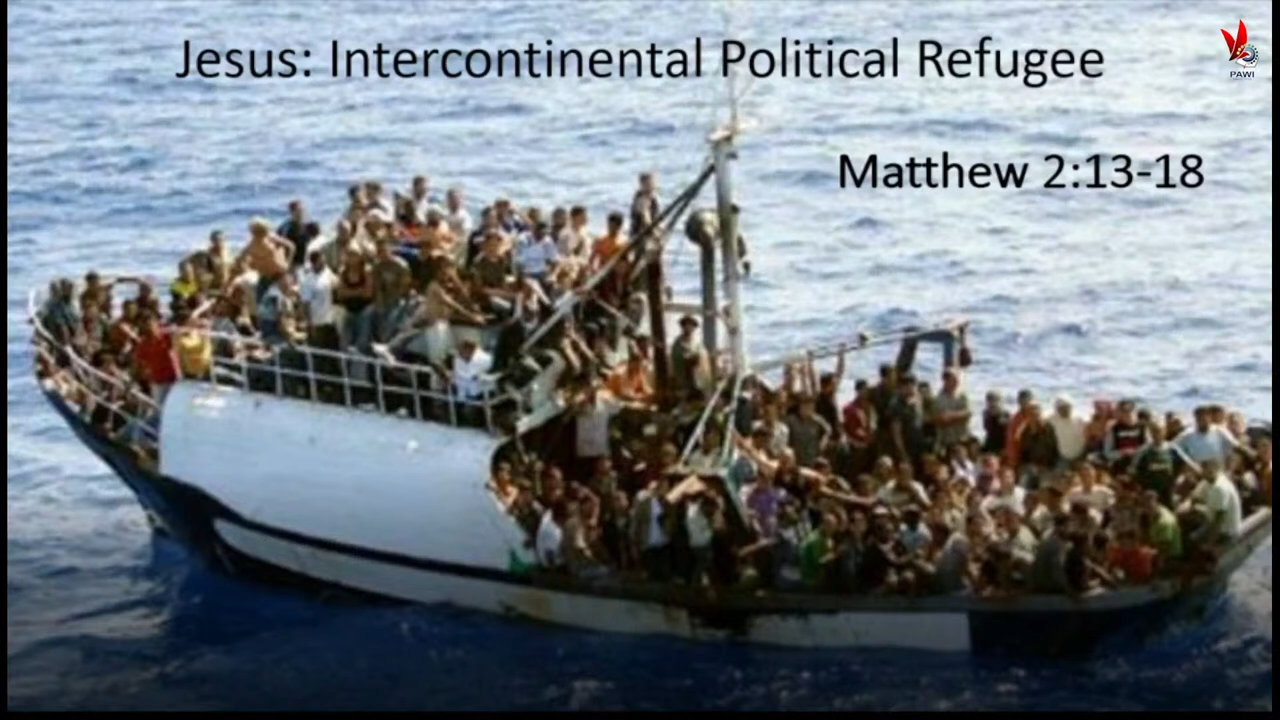 Jesus: Intercontinental Political Refugee
PAWI
Matthew 2:13-18